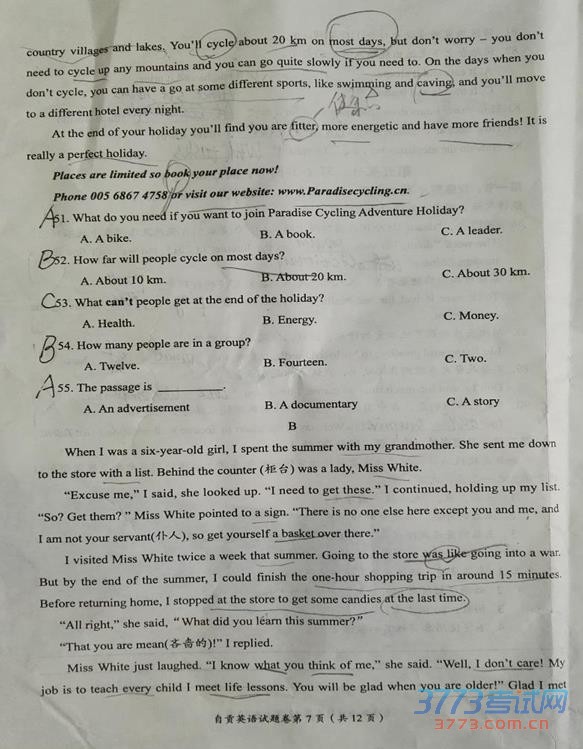 country villages and lakes. You'll cycle about 20 km on most days, but don't worry – you don't
need to cycle up any mountains and you can go quite slowly if you need to. On the days when you
don't cycle, you can have a go at some different sports, like swimming and caving, and you'll move
to a different hotel every night.
At the end of your holiday you'll find you are fitter, more energetic and have more friends! It is
really a perfect holiday.
Places are limited so book your place now!
Phone 005 6867 4758 or visit our website: www.Paradisecycling.cn.
A 51. What do you need if you want to join Paradise Cycling Adventure Holiday?
A. A bike. B. A book. C. A leader.
B 52. How far will people cycle on most days?
A. About 10 km. B. About 20 km. C. About 30 km.
C 53. What can't people get at the end of the holiday?
A. Health. B. Energy. C. Money.
B 54. How many people are in a group?
A. Twelve. B. Fourteen. C. Two.
A 55. The passage is ________.
A. An advertisement B. A documentary C. A story
B
When I was a six-year-old girl, I spent the summer with my grandmother. She sent me down
to the store with a list. Behind the counter (柜台) was a lady, Miss White.
“Excuse me,” I said, she looked up. “I need to get these.” I continued, holding up my list.
“So? Get them? ” Miss White pointed to a sign. “There is no one else here except you and me, and
I am not your servant(仆人), so get yourself a basket over there.”
I visited Miss White twice a week that summer. Going to the store was like going into a war.
But by the end of the summer, I could finish the one-hour shopping trip in around 15 minutes.
Before returning home, I stopped at the store to get some candies at the last time.
“All right,” she said, “What did you learn this summer?”
“That you are mean(吝啬的)!” I replied.
Miss White just laughed. “I know what you think of me,” she said. “Well, I don't care! My
job is to teach every child I meet life lessons. You will be glad when you are older!” Glad I met
自贡英语试题卷第 7 页（共 12 页）
3773考试网
3773.com.cn